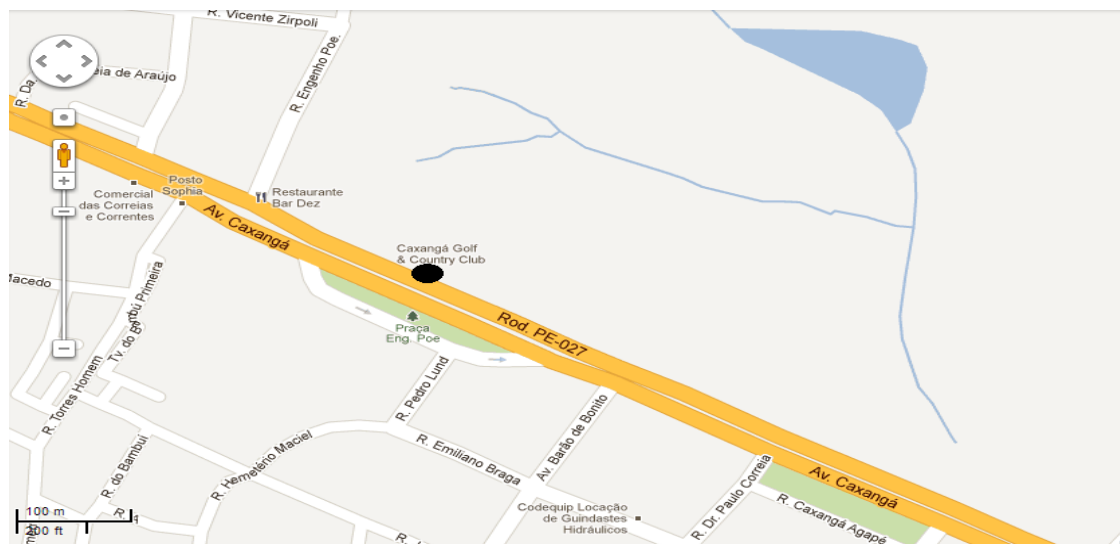 R. Vicente Zirpoli
R. Engenho Poe.
eia de Araújo
R. Da.
Restaurante
Bar Dez
Posto
Sophia
Comercial
das Correias
e Correntes
Av. Caxangá
Caxangá Golf
& Country Club
Rod. PE-027
Praça
Eng. Poe
Macedo
Primeira
Tv. do
R. Torres Homem
R. do Bambui
R. Hemetério Maciel
R. Pedro Lund
R. Emiliano Braga
Av. Barão de Bonito
R. Dr. Paulo Correia
Av. Caxangá
R. Caxangá Agapé
Codequip Locação
de Guindastes
Hidráulicos
100 m
200 ft